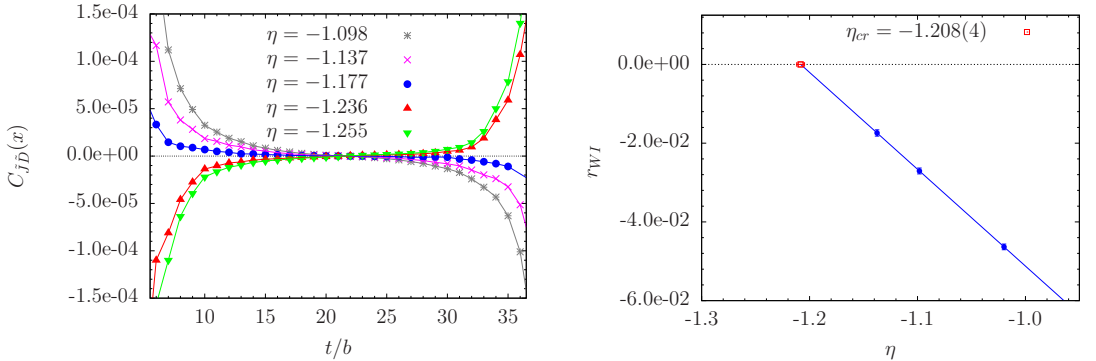 1.5e-04
1.0e-04
5.0e-05
0.0e+00
-5.0e-05
-1.0e-04
-1.5e-04
C_{J̃D̃}(x)
η = −1.098
η = −1.137
η = −1.177
η = −1.236
η = −1.255
10 15 20 25 30 35
t/b
η_{cr} = −1.208(4)
0.0e+00
-2.0e-02
-4.0e-02
-6.0e-02
r_{WI}
-1.3 -1.2 -1.1 -1.0
η